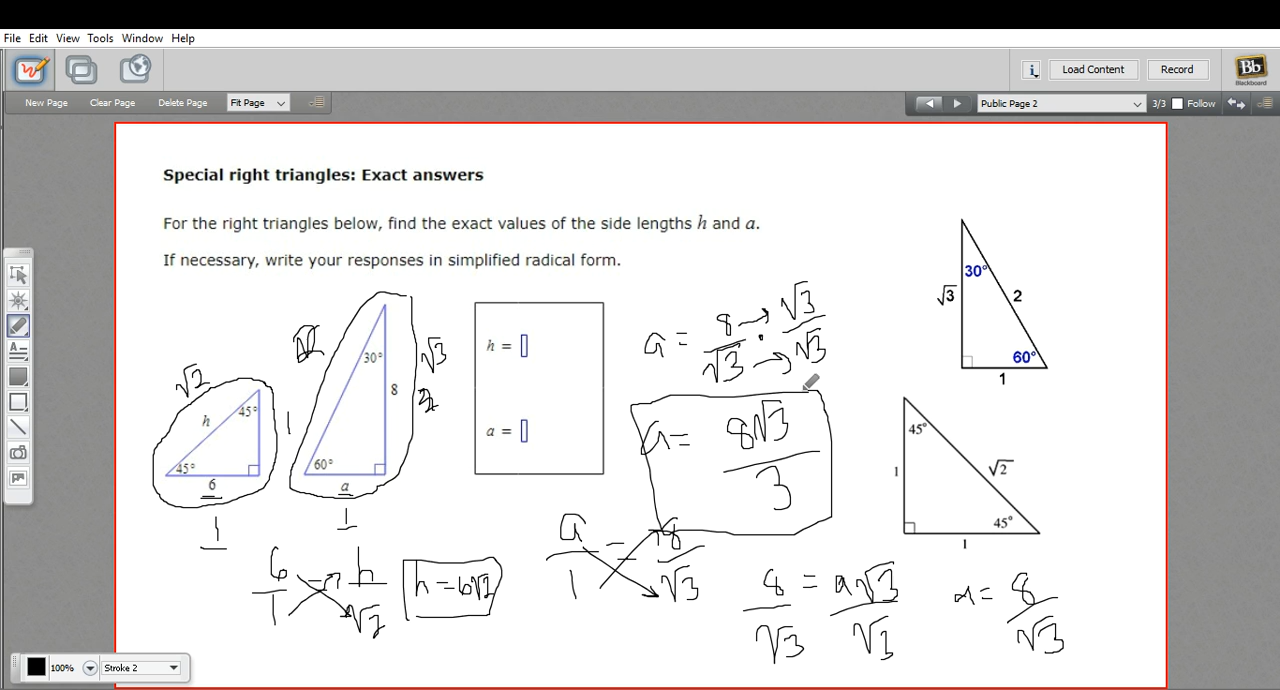 File Edit View Tools Window Help
Load Content
Record
Bb
Blackboard
New Page Clear Page Delete Page Fit Page
Public Page 2
3/3
Follow
Special right triangles: Exact answers
For the right triangles below, find the exact values of the side lengths h and a.
If necessary, write your responses in simplified radical form.
√2
h
45°
45°
6
1
1
30°
8
60°
a
1
√3
2
h =
a =
a = 8/√3 · √3/√3
a = 8√3/3
30°
√3
2
60°
1
45°
1
√2
45°
1
6/1 = h/√2
h = 6√2
a/1 = 8/√3
8/√3 = a√3/√3
a = 8/√3
100%
Stroke 2